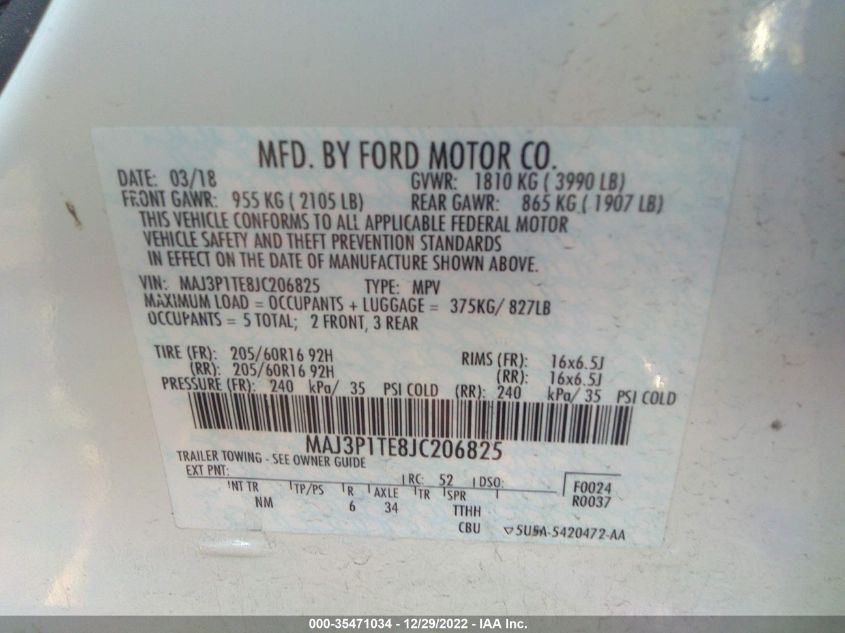 MFD. BY FORD MOTOR CO.
DATE: 03/18 GVWR: 1810 KG ( 3990 LB)
FRONT GAWR: 955 KG ( 2105 LB) REAR GAWR: 865 KG ( 1907 LB)
THIS VEHICLE CONFORMS TO ALL APPLICABLE FEDERAL MOTOR
VEHICLE SAFETY AND THEFT PREVENTION STANDARDS
IN EFFECT ON THE DATE OF MANUFACTURE SHOWN ABOVE.
VIN: MAJ3P1TE8JC206825 TYPE: MPV
MAXIMUM LOAD = OCCUPANTS + LUGGAGE = 375KG/ 827LB
OCCUPANTS = 5 TOTAL; 2 FRONT, 3 REAR
TIRE (FR): 205/60R16 92H RIMS (FR): 16x6.5J
(RR): 205/60R16 92H (RR): 16x6.5J
PRESSURE (FR): 240 kPa/ 35 PSI COLD (RR): 240 kPa/ 35 PSI COLD
MAJ3P1TE8JC206825
TRAILER TOWING - SEE OWNER GUIDE
EXT PNT: RC: 52 DSO: F0024
INT TR TP/PS R AXLE TR SPR R0037
NM 6 34 TTHH
CBU 5U5A-5420472-AA
000-35471034 - 12/29/2022 - IAA Inc.